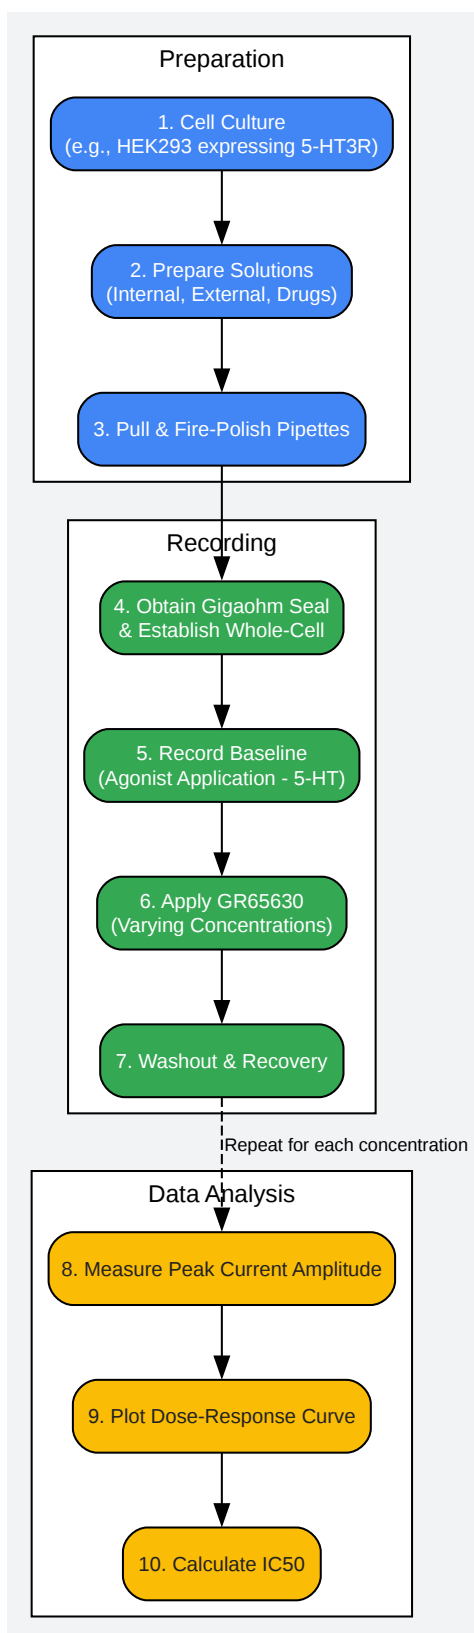 Preparation
1. Cell Culture
(e.g., HEK293 expressing 5-HT3R)
2. Prepare Solutions
(Internal, External, Drugs)
3. Pull & Fire-Polish Pipettes
Recording
4. Obtain Gigaohm Seal
& Establish Whole-Cell
5. Record Baseline
(Agonist Application - 5-HT)
6. Apply GR65630
(Varying Concentrations)
7. Washout & Recovery
Repeat for each concentration
Data Analysis
8. Measure Peak Current Amplitude
9. Plot Dose-Response Curve
10. Calculate IC50